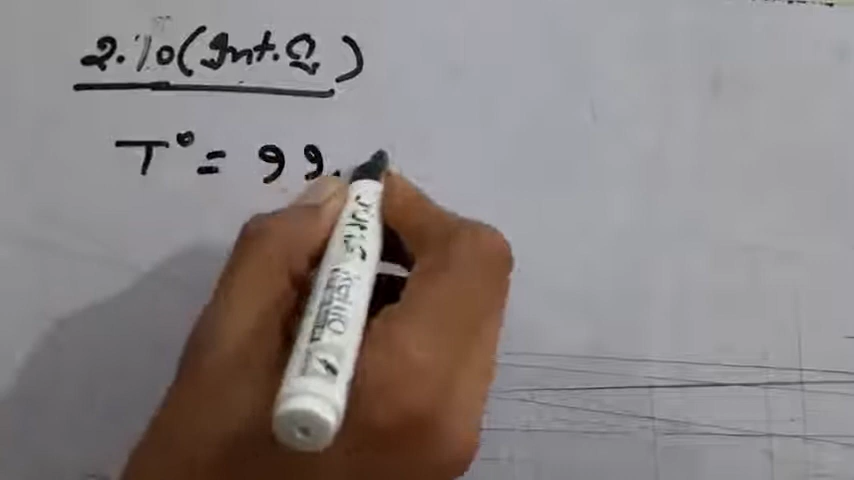 2.10 (Int. Q)
T° = 99.